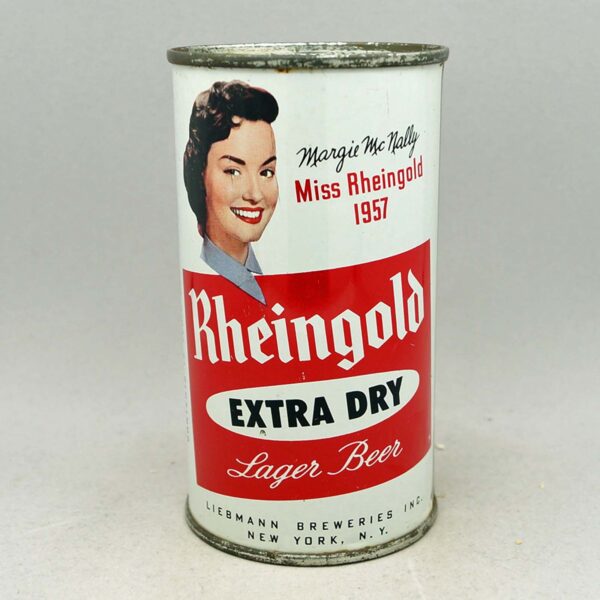 Margie McNally
Miss Rheingold
1957
Rheingold
EXTRA DRY
Lager Beer
LIEBMANN BREWERIES INC.
NEW YORK, N. Y.